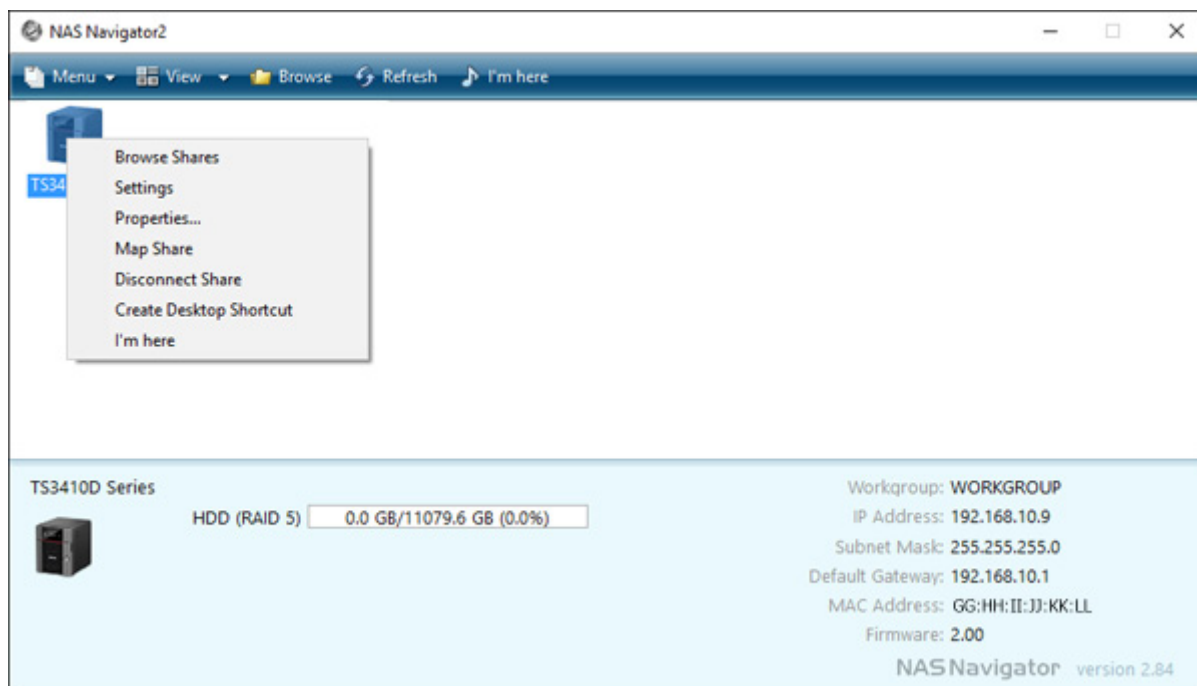 NAS Navigator2
Menu View Browse Refresh I'm here
TS34
Browse Shares
Settings
Properties...
Map Share
Disconnect Share
Create Desktop Shortcut
I'm here
TS3410D Series
HDD (RAID 5) 0.0 GB/11079.6 GB (0.0%)
Workgroup: WORKGROUP
IP Address: 192.168.10.9
Subnet Mask: 255.255.255.0
Default Gateway: 192.168.10.1
MAC Address: GG:HH:II:JJ:KK:LL
Firmware: 2.00
NAS Navigator version 2.84